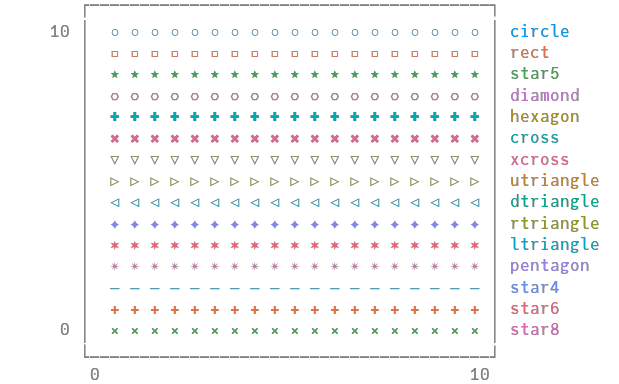 10 circle
rect
star5
diamond
hexagon
cross
xcross
utriangle
dtriangle
rtriangle
ltriangle
pentagon
star4
star6
0 star8
0 10